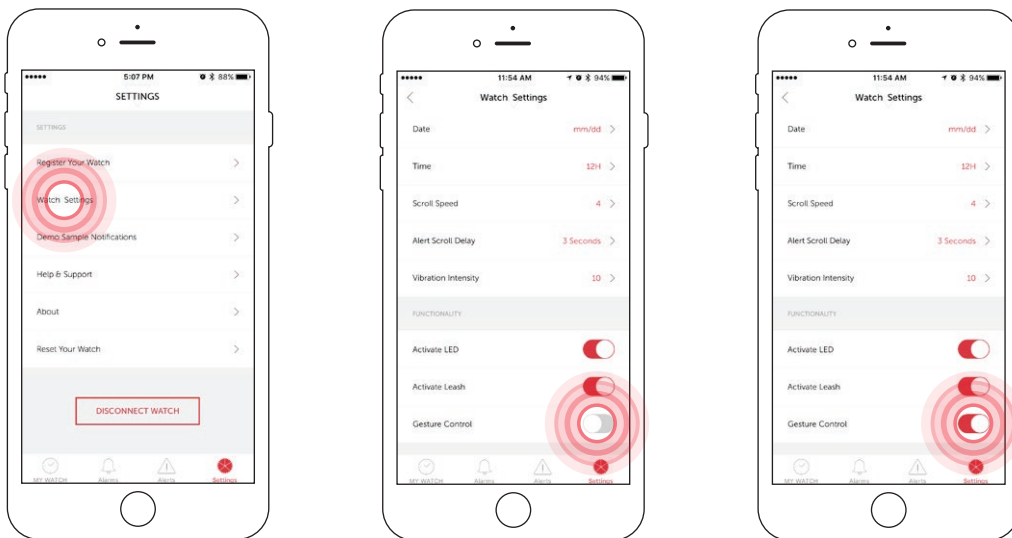 5:07 PM
88%
SETTINGS
SETTINGS
Register Your Watch
Watch Settings
Demo Sample Notifications
Help & Support
About
Reset Your Watch
DISCONNECT WATCH
MY WATCH
Alarms
Alerts
Settings
11:54 AM
94%
Watch Settings
Date mm/dd
Time 12H
Scroll Speed 4
Alert Scroll Delay 3 Seconds
Vibration Intensity 10
FUNCTIONALITY
Activate LED
Activate Leash
Gesture Control
MY WATCH
Alarms
Alerts
Settings
11:54 AM
94%
Watch Settings
Date mm/dd
Time 12H
Scroll Speed 4
Alert Scroll Delay 3 Seconds
Vibration Intensity 10
FUNCTIONALITY
Activate LED
Activate Leash
Gesture Control
MY WATCH
Alarms
Alerts
Settings